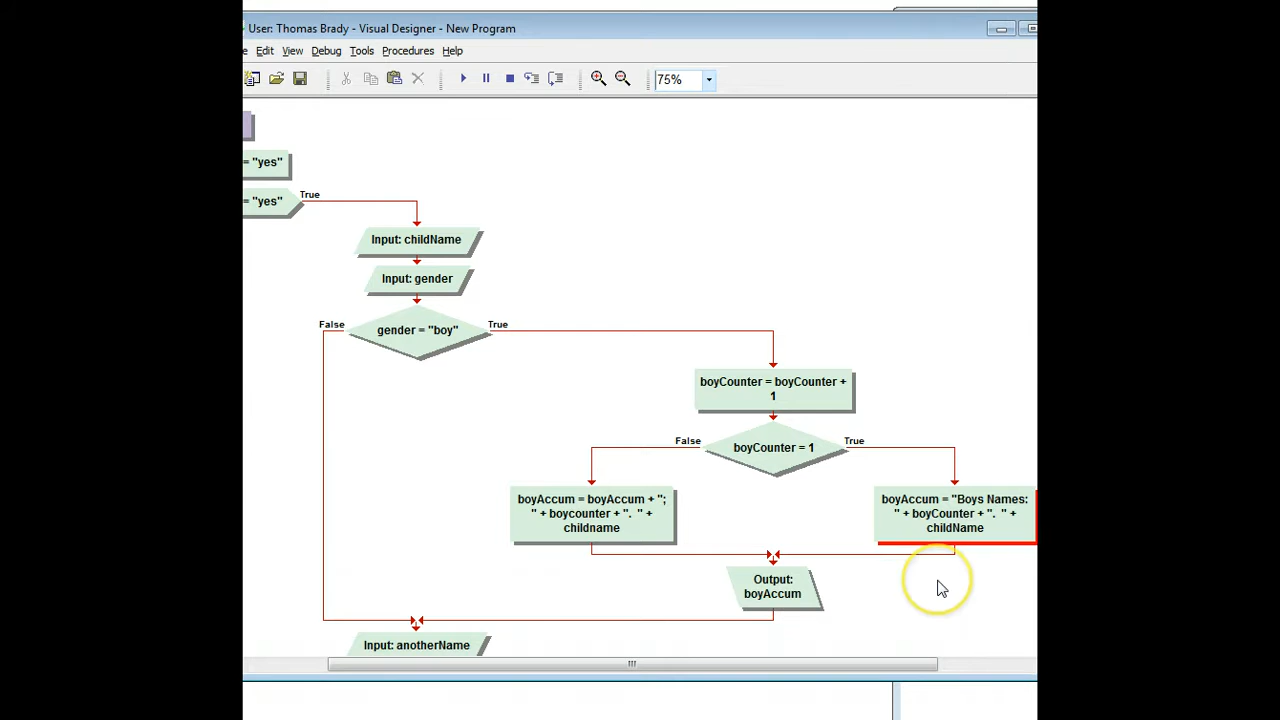 User: Thomas Brady - Visual Designer - New Program
e Edit View Debug Tools Procedures Help
75%
= "yes"
= "yes"
True
Input: childName
Input: gender
False
gender = "boy"
True
boyCounter = boyCounter +
1
False
boyCounter = 1
True
boyAccum = boyAccum + ";
" + boycounter + ". " +
childname
boyAccum = "Boys Names:
" + boyCounter + ". " +
childName
Output:
boyAccum
Input: anotherName